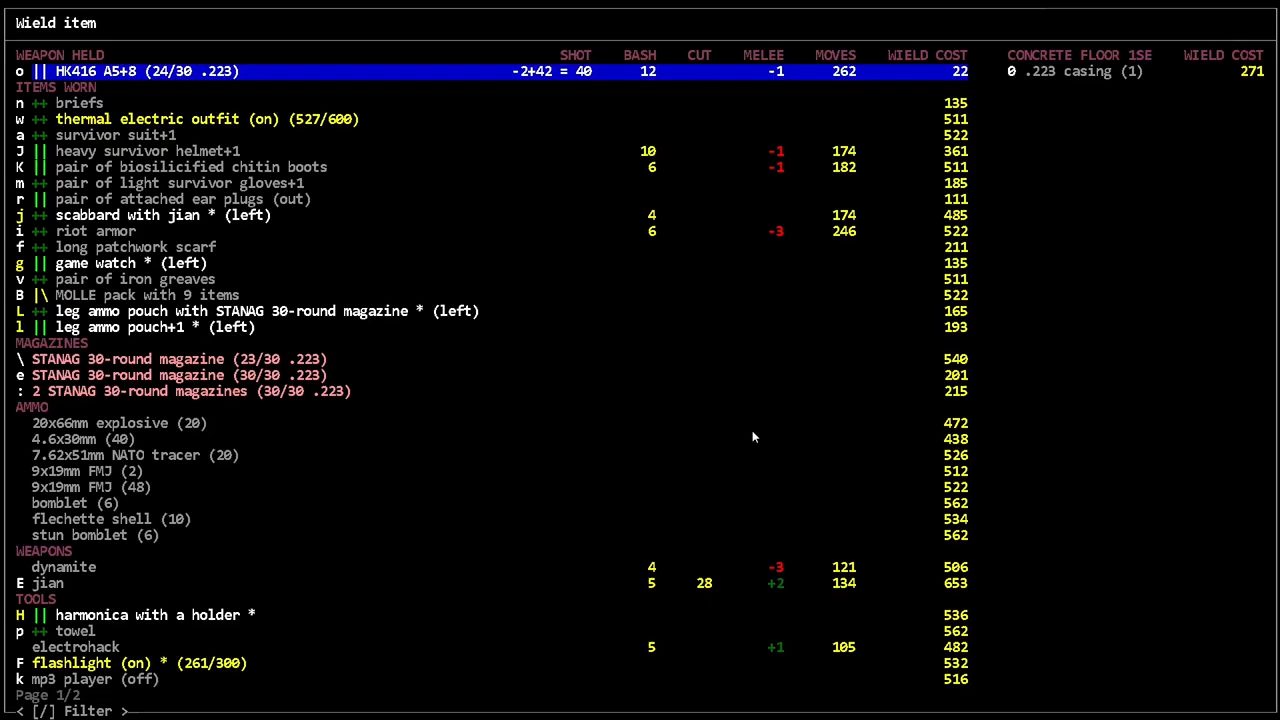 Wield item
WEAPON HELD SHOT BASH CUT MELEE MOVES WIELD COST CONCRETE FLOOR 1SE WIELD COST
o || HK416 A5+8 (24/30 .223) -2+42 = 40 12 -1 262 22 0 .223 casing (1) 271
ITEMS WORN
n ++ briefs 135
w ++ thermal electric outfit (on) (527/600) 511
a ++ survivor suit+1 522
J || heavy survivor helmet+1 10 -1 174 361
K || pair of biosilicified chitin boots 6 -1 182 511
m ++ pair of light survivor gloves+1 185
r || pair of attached ear plugs (out) 111
j ++ scabbard with jian * (left) 4 174 485
i ++ riot armor 6 -3 246 522
f ++ long patchwork scarf 211
g || game watch * (left) 135
v ++ pair of iron greaves 511
B |\ MOLLE pack with 9 items 522
L ++ leg ammo pouch with STANAG 30-round magazine * (left) 165
l || leg ammo pouch+1 * (left) 193
MAGAZINES
\ STANAG 30-round magazine (23/30 .223) 540
e STANAG 30-round magazine (30/30 .223) 201
: 2 STANAG 30-round magazines (30/30 .223) 215
AMMO
20x66mm explosive (20) 472
4.6x30mm (40) 438
7.62x51mm NATO tracer (20) 526
9x19mm FMJ (2) 512
9x19mm FMJ (48) 522
bomblet (6) 562
flechette shell (10) 534
stun bomblet (6) 562
WEAPONS
dynamite 4 -3 121 506
E jian 5 28 +2 134 653
TOOLS
H || harmonica with a holder * 536
p ++ towel 562
electrohack 5 +1 105 482
F flashlight (on) * (261/300) 532
k mp3 player (off) 516
Page 1/2
< [/] Filter >